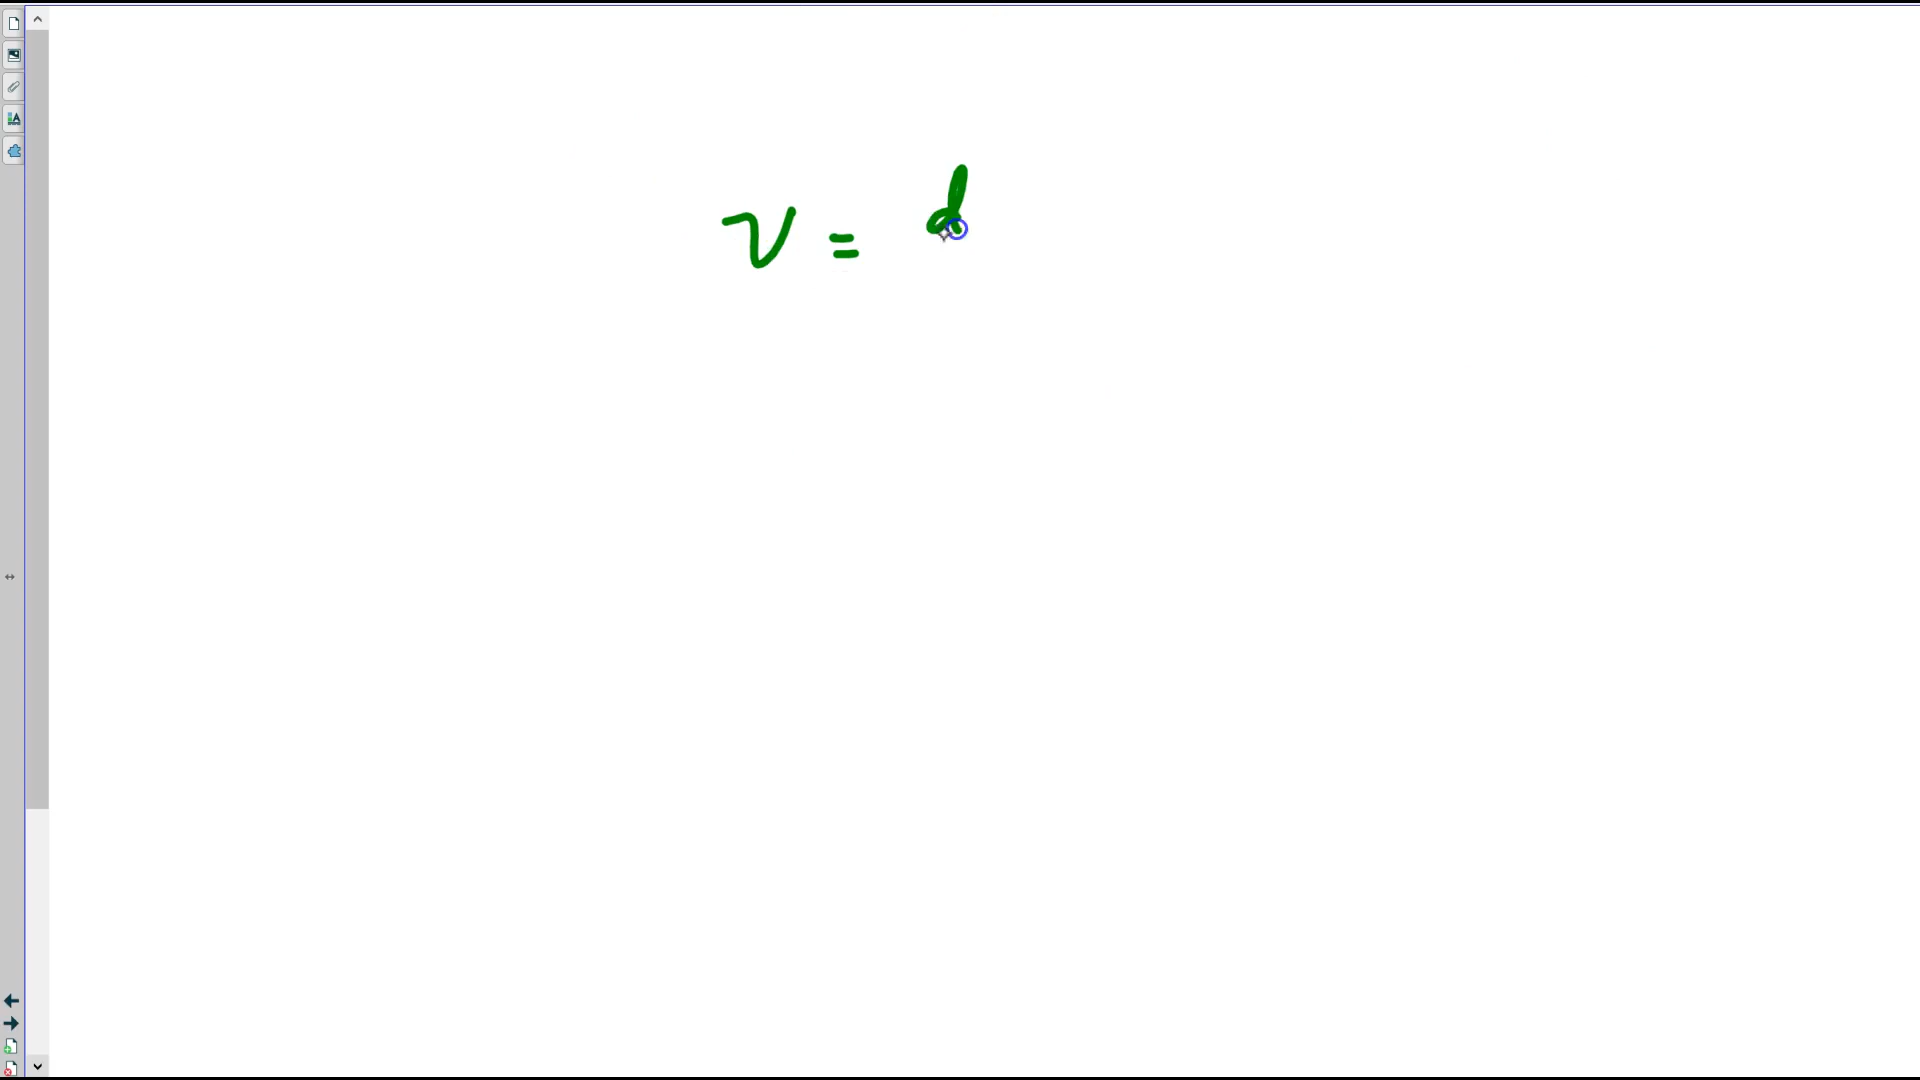 v = d